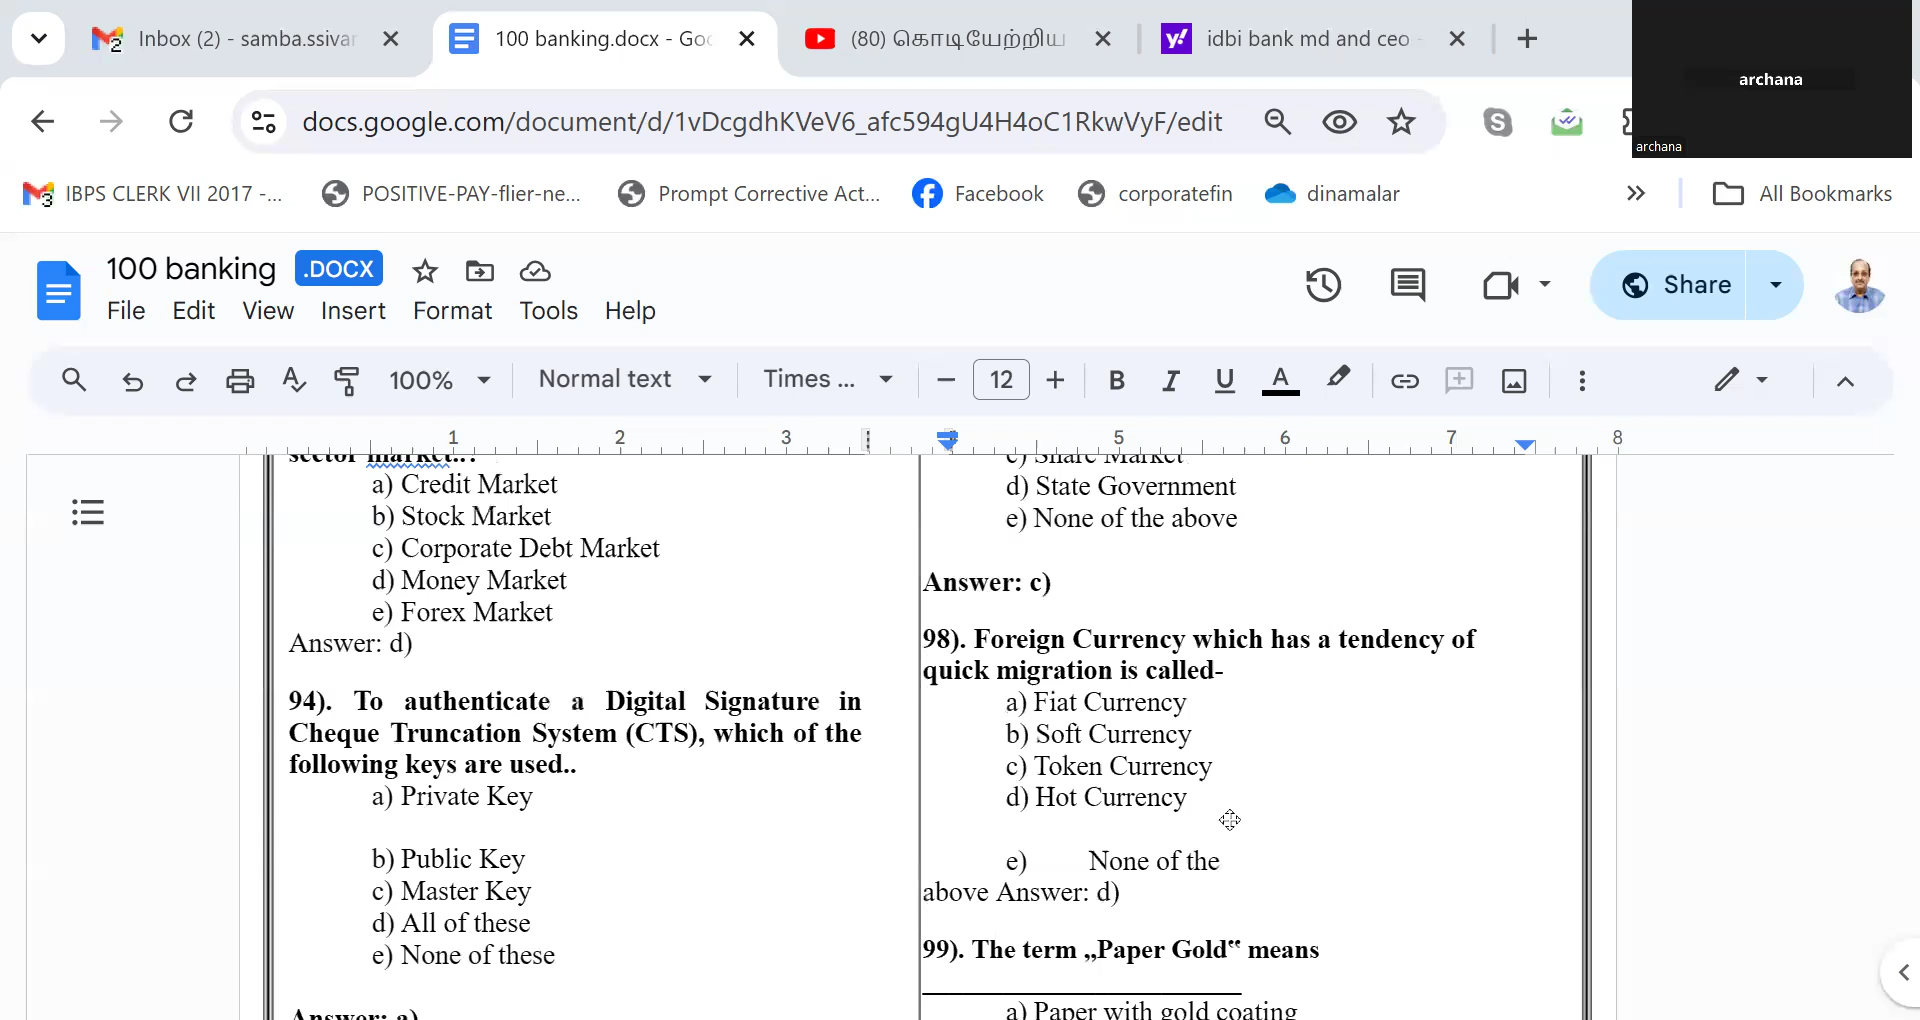 Inbox (2) - samba.ssivar
100 banking.docx - Goo
(80) கொடியேற்றிய
idbi bank md and ceo -
archana
archana
docs.google.com/document/d/1vDcgdhKVeV6_afc594gU4H4oC1RkwVyF/edit
IBPS CLERK VII 2017 -...
POSITIVE-PAY-flier-ne...
Prompt Corrective Act...
Facebook
corporatefin
dinamalar
All Bookmarks
100 banking
.DOCX
File Edit View Insert Format Tools Help
Share
100%
Normal text
Times ...
12
B I U A
1 2 3 4 5 6 7 8
sector market..?
a) Credit Market
b) Stock Market
c) Corporate Debt Market
d) Money Market
e) Forex Market
Answer: d)
94). To authenticate a Digital Signature in
Cheque Truncation System (CTS), which of the
following keys are used..
a) Private Key
b) Public Key
c) Master Key
d) All of these
e) None of these
Answer: a)
c) Share Market
d) State Government
e) None of the above
Answer: c)
98). Foreign Currency which has a tendency of
quick migration is called-
a) Fiat Currency
b) Soft Currency
c) Token Currency
d) Hot Currency
e) None of the
above Answer: d)
99). The term „Paper Gold‟ means
a) Paper with gold coating